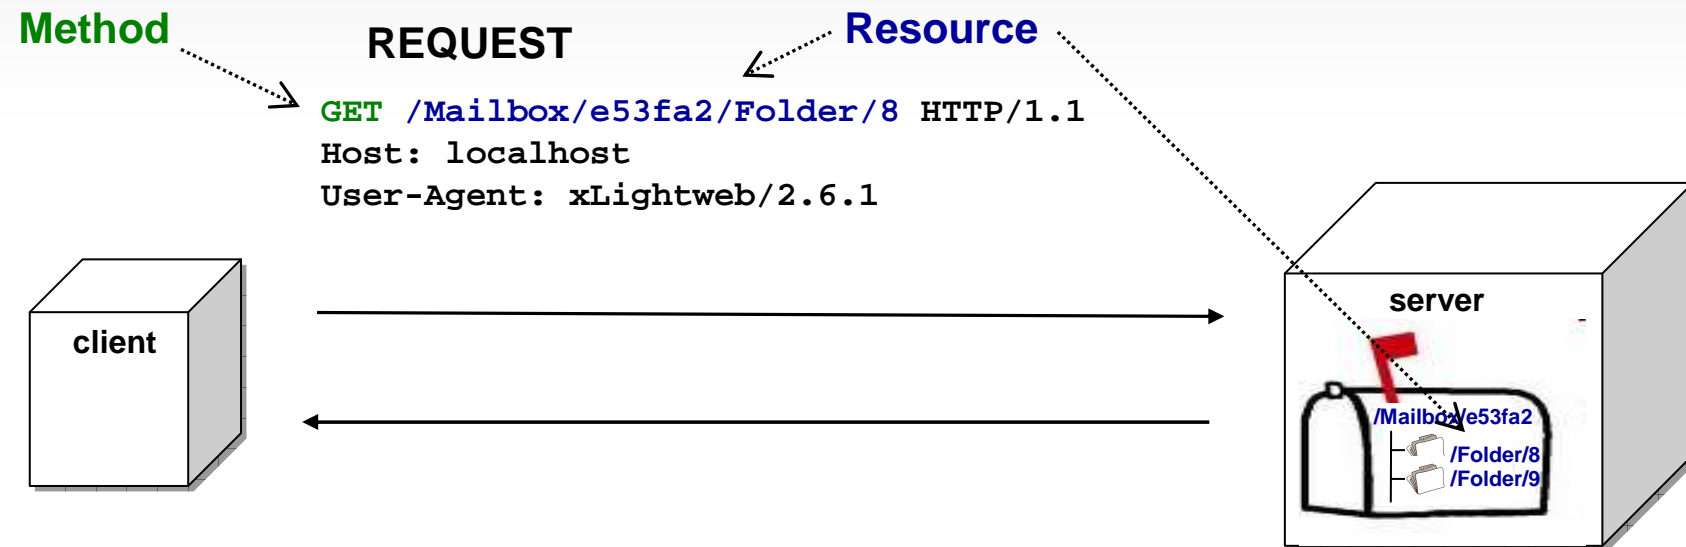 Method
REQUEST
Resource
GET /Mailbox/e53fa2/Folder/8 HTTP/1.1
Host: localhost
User-Agent: xLightweb/2.6.1
client
server
/Mailbox/e53fa2
/Folder/8
/Folder/9